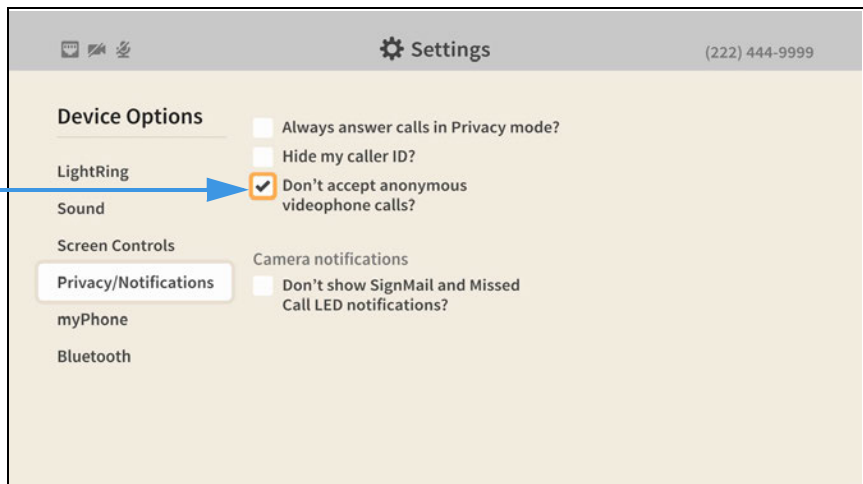 Settings
(222) 444-9999
Device Options
LightRing
Sound
Screen Controls
Privacy/Notifications
myPhone
Bluetooth
Always answer calls in Privacy mode?
Hide my caller ID?
Don't accept anonymous
videophone calls?
Camera notifications
Don't show SignMail and Missed
Call LED notifications?